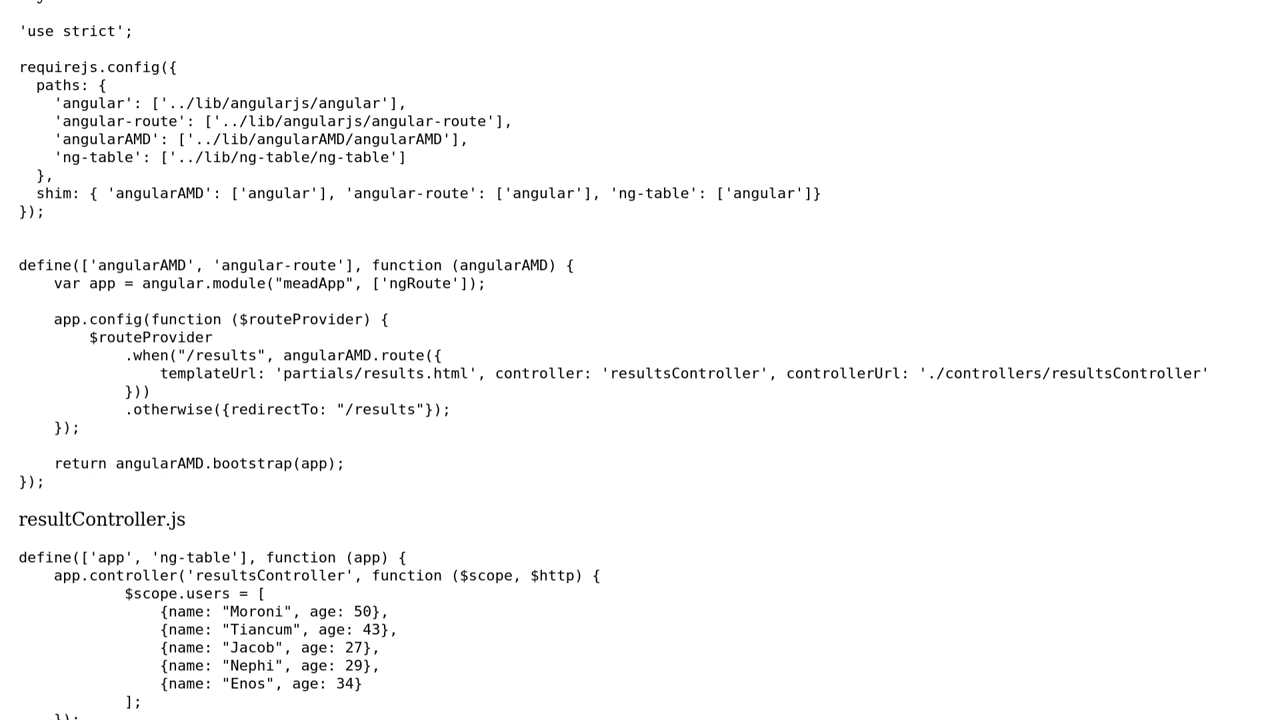 'use strict';
requirejs.config({
  paths: {
    'angular': ['../lib/angularjs/angular'],
    'angular-route': ['../lib/angularjs/angular-route'],
    'angularAMD': ['../lib/angularAMD/angularAMD'],
    'ng-table': ['../lib/ng-table/ng-table']
  },
  shim: { 'angularAMD': ['angular'], 'angular-route': ['angular'], 'ng-table': ['angular']}
});
define(['angularAMD', 'angular-route'], function (angularAMD) {
    var app = angular.module("meadApp", ['ngRoute']);
    app.config(function ($routeProvider) {
        $routeProvider
            .when("/results", angularAMD.route({
                templateUrl: 'partials/results.html', controller: 'resultsController', controllerUrl: './controllers/resultsController'
            }))
            .otherwise({redirectTo: "/results"});
    });
    return angularAMD.bootstrap(app);
});
resultController.js
define(['app', 'ng-table'], function (app) {
    app.controller('resultsController', function ($scope, $http) {
            $scope.users = [
                {name: "Moroni", age: 50},
                {name: "Tiancum", age: 43},
                {name: "Jacob", age: 27},
                {name: "Nephi", age: 29},
                {name: "Enos", age: 34}
            ];
    });